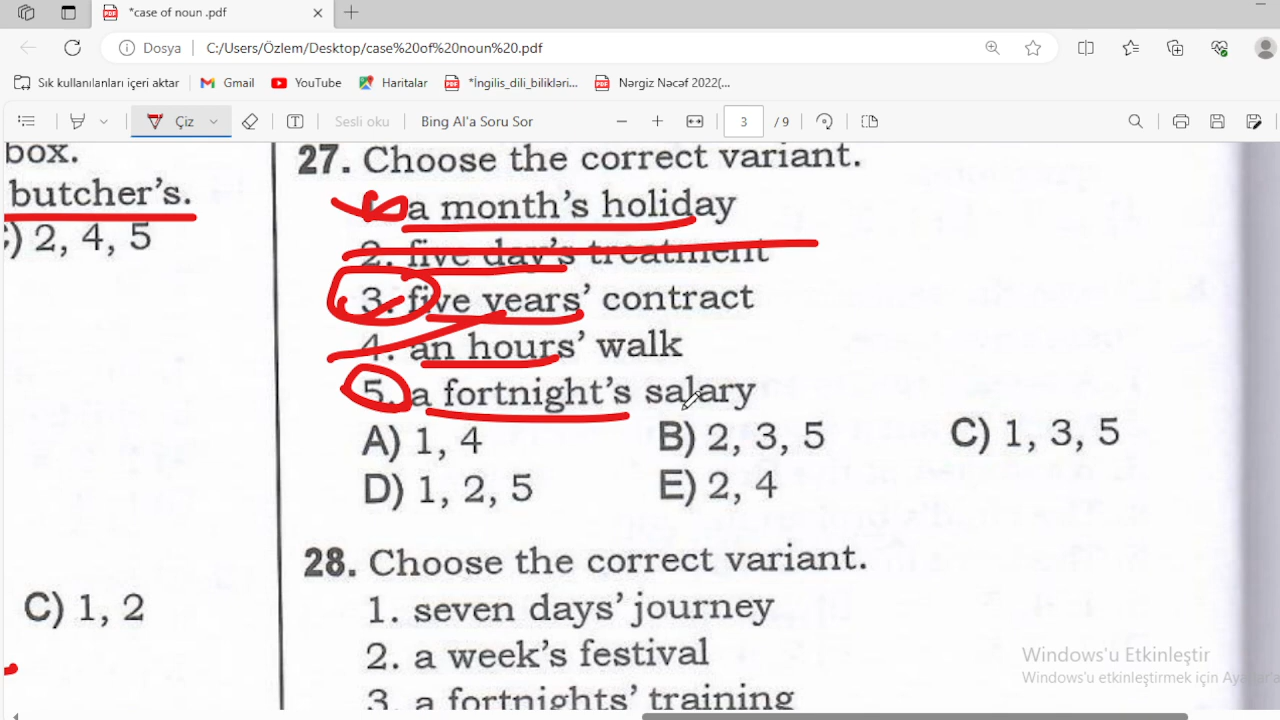 *case of noun .pdf
Dosya
C:/Users/Özlem/Desktop/case%20of%20noun%20.pdf
Sık kullanılanları içeri aktar
Gmail
YouTube
Haritalar
*İngilis_dili_bilikləri...
Nərgiz Nəcəf 2022(...
Çiz
Sesli oku
Bing AI'a Soru Sor
3
/ 9
box.
butcher's.
2, 4, 5
C) 1, 2
27. Choose the correct variant.
a month's holiday
2. five day's treatment
3. five years' contract
4. an hours' walk
5. a fortnight's salary
A) 1, 4
B) 2, 3, 5
C) 1, 3, 5
D) 1, 2, 5
E) 2, 4
28. Choose the correct variant.
1. seven days' journey
2. a week's festival
3. a fortnights' training
Windows'u Etkinleştir
Windows'u etkinleştirmek için